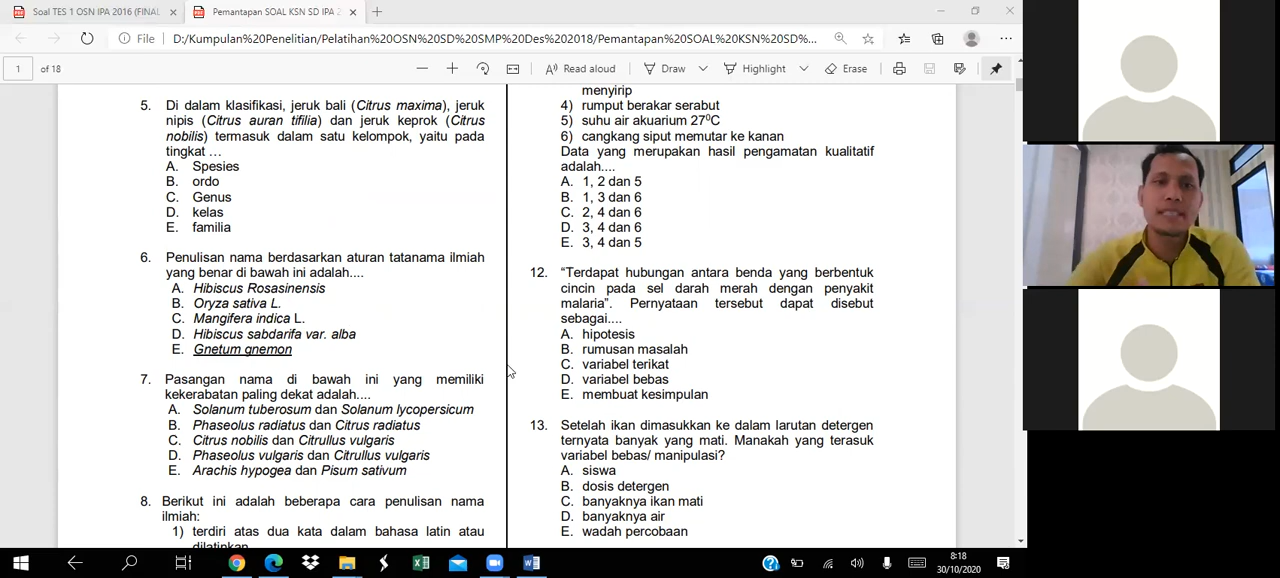 Soal TES 1 OSN IPA 2016 (FINAL
Pemantapan SOAL KSN SD IPA 2
File
D:/Kumpulan%20Penelitian/Pelatihan%20OSN%20SD%20SMP%20Des%202018/Pemantapan%20SOAL%20KSN%20SD%...
1 of 18
Read aloud
Draw
Highlight
Erase
5. Di dalam klasifikasi, jeruk bali (Citrus maxima), jeruk
nipis (Citrus auran tifilia) dan jeruk keprok (Citrus
nobilis) termasuk dalam satu kelompok, yaitu pada
tingkat …
A. Spesies
B. ordo
C. Genus
D. kelas
E. familia
6. Penulisan nama berdasarkan aturan tatanama ilmiah
yang benar di bawah ini adalah....
A. Hibiscus Rosasinensis
B. Oryza sativa L.
C. Mangifera indica L.
D. Hibiscus sabdarifa var. alba
E. Gnetum gnemon
7. Pasangan nama di bawah ini yang memiliki
kekerabatan paling dekat adalah....
A. Solanum tuberosum dan Solanum lycopersicum
B. Phaseolus radiatus dan Citrus radiatus
C. Citrus nobilis dan Citrullus vulgaris
D. Phaseolus vulgaris dan Citrullus vulgaris
E. Arachis hypogea dan Pisum sativum
8. Berikut ini adalah beberapa cara penulisan nama
ilmiah:
1) terdiri atas dua kata dalam bahasa latin atau
dilatinkan
menyirip
4) rumput berakar serabut
5) suhu air akuarium 27⁰C
6) cangkang siput memutar ke kanan
Data yang merupakan hasil pengamatan kualitatif
adalah....
A. 1, 2 dan 5
B. 1, 3 dan 6
C. 2, 4 dan 6
D. 3, 4 dan 6
E. 3, 4 dan 5
12. “Terdapat hubungan antara benda yang berbentuk
cincin pada sel darah merah dengan penyakit
malaria”. Pernyataan tersebut dapat disebut
sebagai....
A. hipotesis
B. rumusan masalah
C. variabel terikat
D. variabel bebas
E. membuat kesimpulan
13. Setelah ikan dimasukkan ke dalam larutan detergen
ternyata banyak yang mati. Manakah yang terasuk
variabel bebas/ manipulasi?
A. siswa
B. dosis detergen
C. banyaknya ikan mati
D. banyaknya air
E. wadah percobaan
8:18
30/10/2020